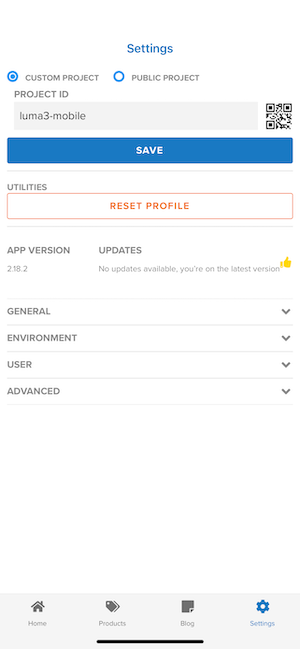 Settings
CUSTOM PROJECT PUBLIC PROJECT
PROJECT ID
luma3-mobile
SAVE
UTILITIES
RESET PROFILE
APP VERSION UPDATES
2.18.2 No updates available, you're on the latest version
GENERAL
ENVIRONMENT
USER
ADVANCED
Home Products Blog Settings